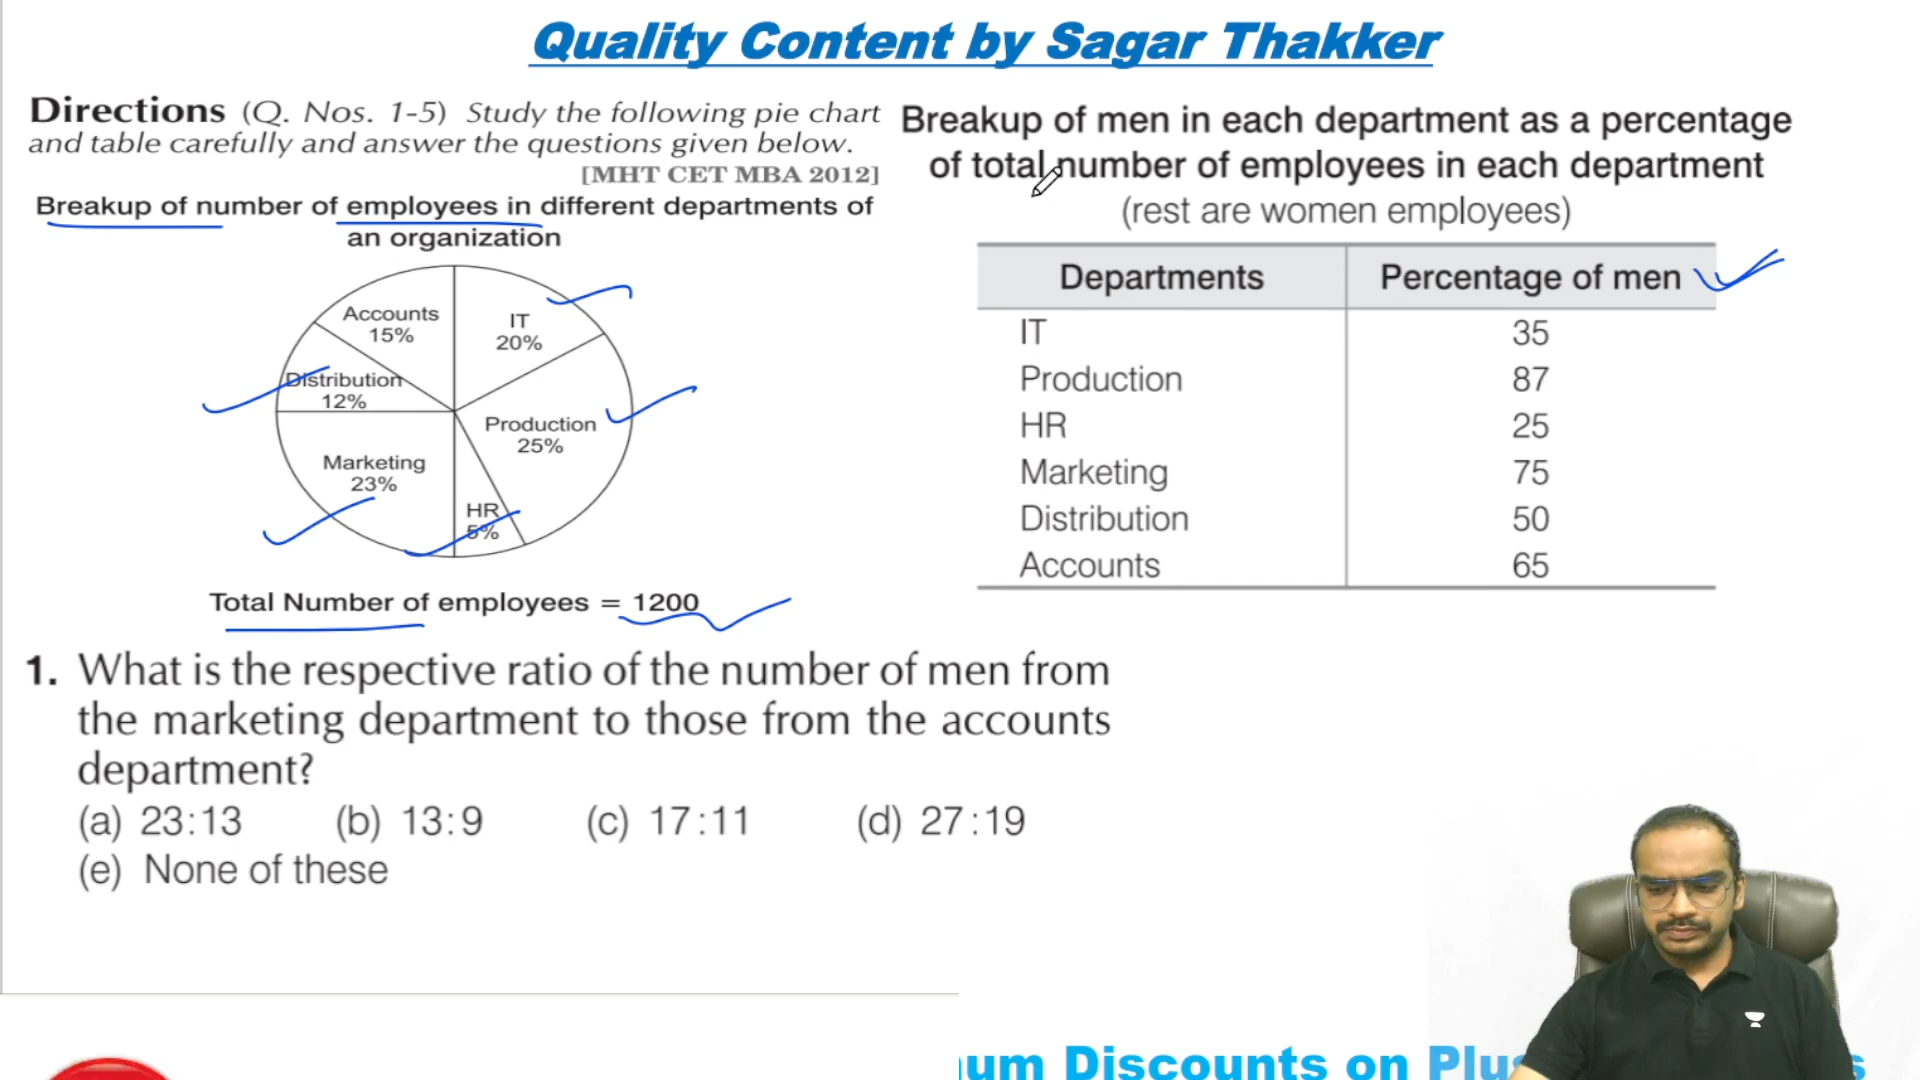 Quality Content by Sagar Thakker
Directions (Q. Nos. 1-5) Study the following pie chart
and table carefully and answer the questions given below.
[MHT CET MBA 2012]
Breakup of number of employees in different departments of
an organization
Accounts
15%
IT
20%
Distribution
12%
Production
25%
Marketing
23%
HR
5%
Total Number of employees = 1200
Breakup of men in each department as a percentage
of total number of employees in each department
(rest are women employees)
Departments Percentage of men
IT 35
Production 87
HR 25
Marketing 75
Distribution 50
Accounts 65
1. What is the respective ratio of the number of men from
the marketing department to those from the accounts
department?
(a) 23:13 (b) 13:9 (c) 17:11 (d) 27:19
(e) None of these
Discounts on